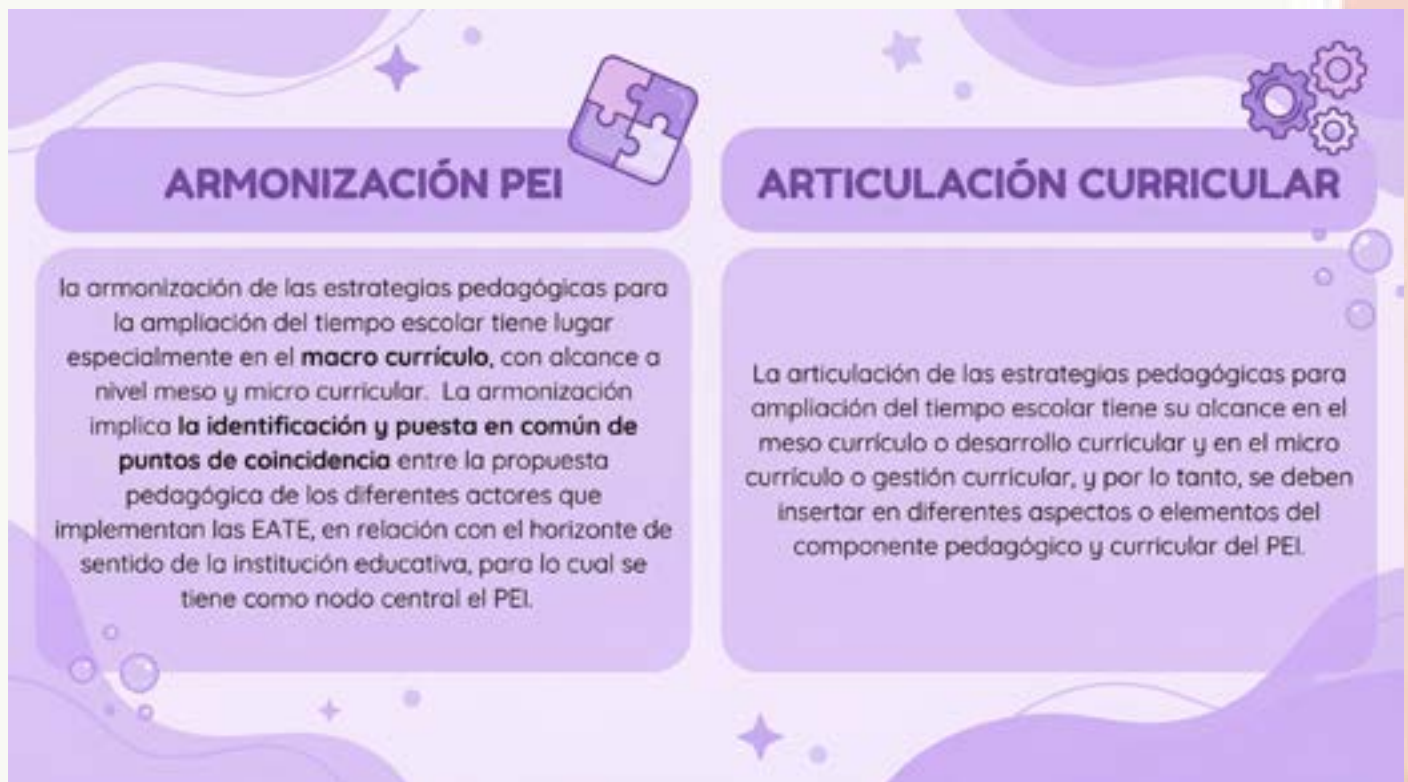 ARMONIZACIÓN PEI
la armonización de las estrategias pedagógicas para
la ampliación del tiempo escolar tiene lugar
especialmente en el macro currículo, con alcance a
nivel meso y micro curricular. La armonización
implica la identificación y puesta en común de
puntos de coincidencia entre la propuesta
pedagógica de los diferentes actores que
implementan las EATE, en relación con el horizonte de
sentido de la institución educativa, para lo cual se
tiene como nodo central el PEI.
ARTICULACIÓN CURRICULAR
La articulación de las estrategias pedagógicas para
ampliación del tiempo escolar tiene su alcance en el
meso currículo o desarrollo curricular y en el micro
currículo o gestión curricular, y por lo tanto, se deben
insertar en diferentes aspectos o elementos del
componente pedagógico y curricular del PEI.